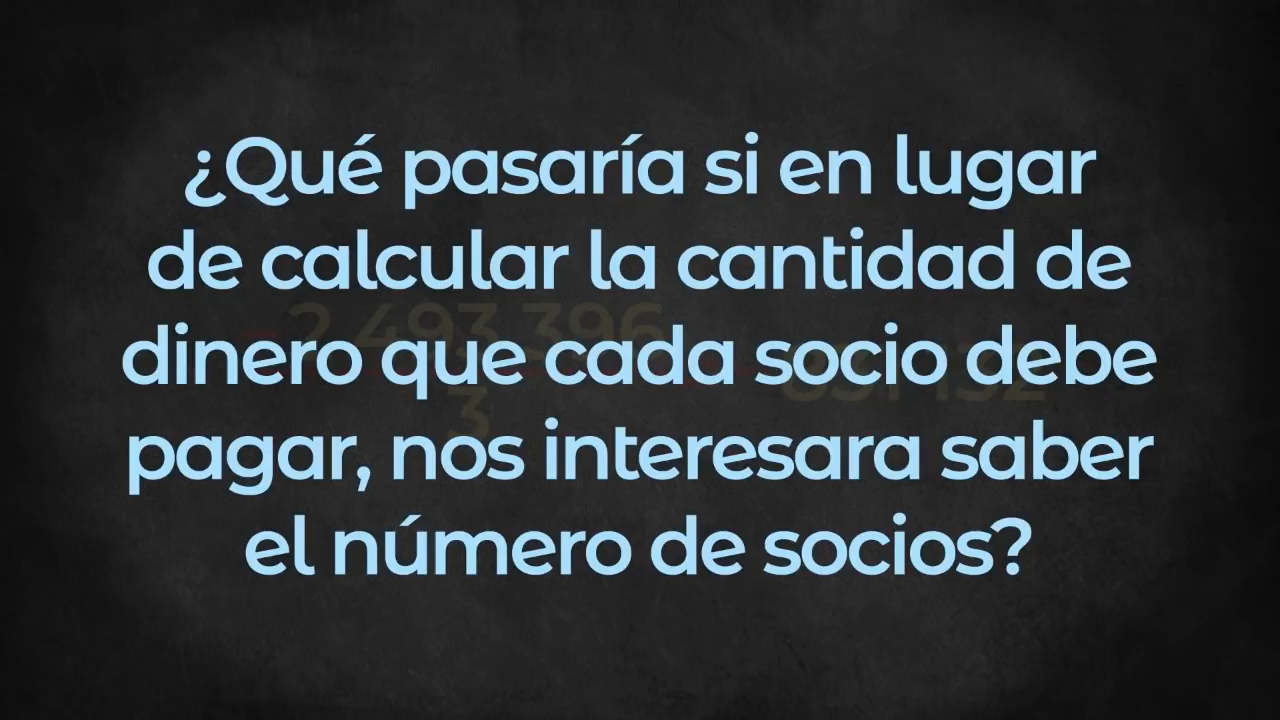 ¿Qué pasaría si en lugar
de calcular la cantidad de
dinero que cada socio debe
pagar, nos interesara saber
el número de socios?